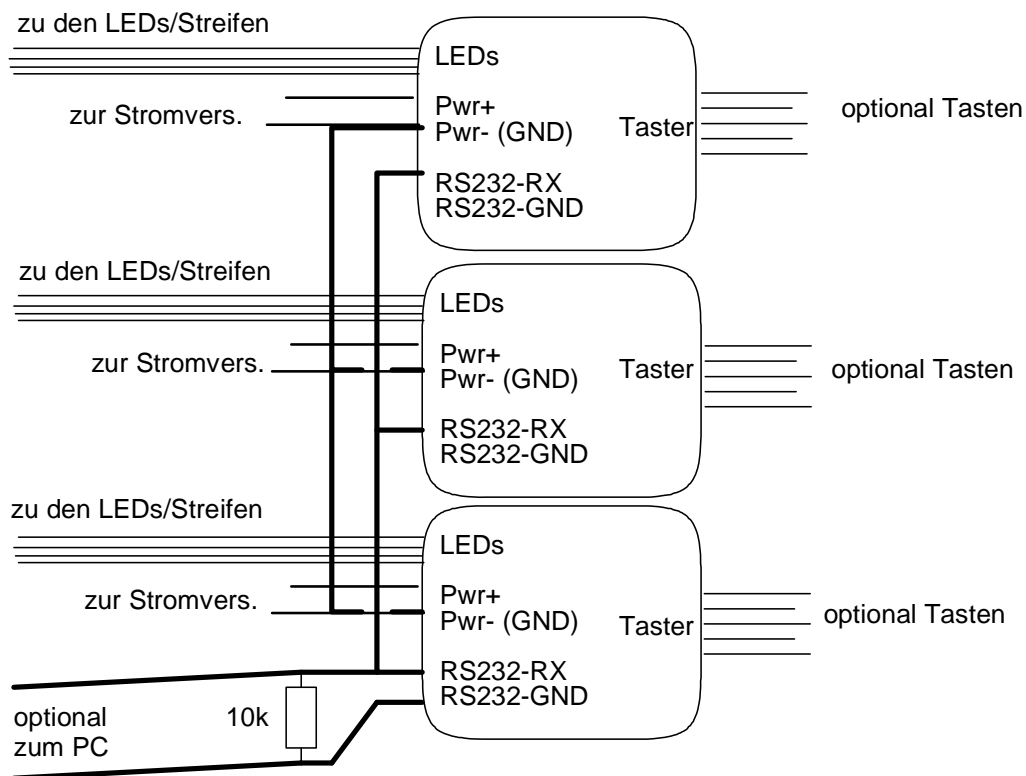 zu den LEDs/Streifen
LEDs
zur Stromvers.
Pwr+
Pwr- (GND)
Taster
optional Tasten
RS232-RX
RS232-GND
zu den LEDs/Streifen
LEDs
zur Stromvers.
Pwr+
Pwr- (GND)
Taster
optional Tasten
RS232-RX
RS232-GND
zu den LEDs/Streifen
LEDs
zur Stromvers.
Pwr+
Pwr- (GND)
Taster
optional Tasten
RS232-RX
RS232-GND
optional
zum PC
10k